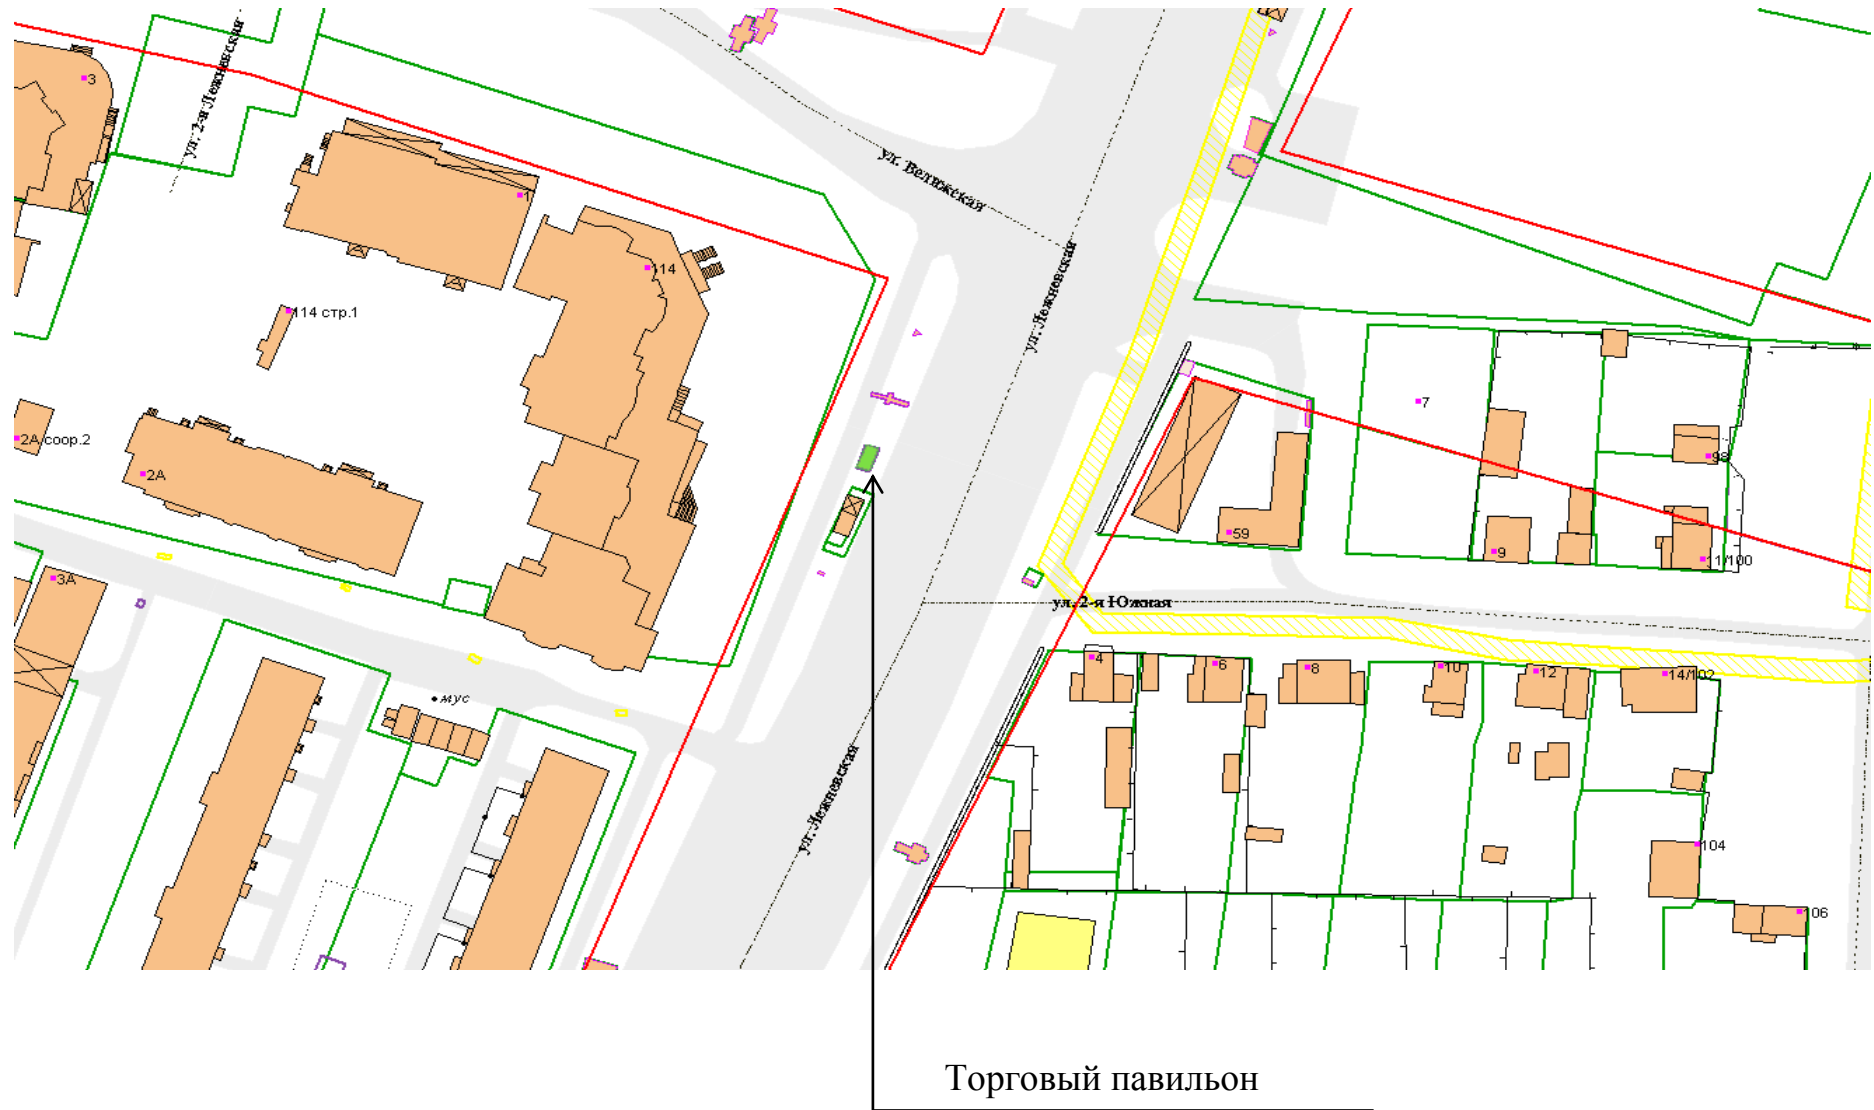 3
ул. 2-я Лежневская
1
ул. Велижская
114
114 стр.1
ул. Лежневская
7
98
2А соор.2
2А
59
9
11/100
3А
ул. 2-я Южная
4
6
8
10
12
14/102
мус
ул. Лежневская
104
106
Торговый павильон